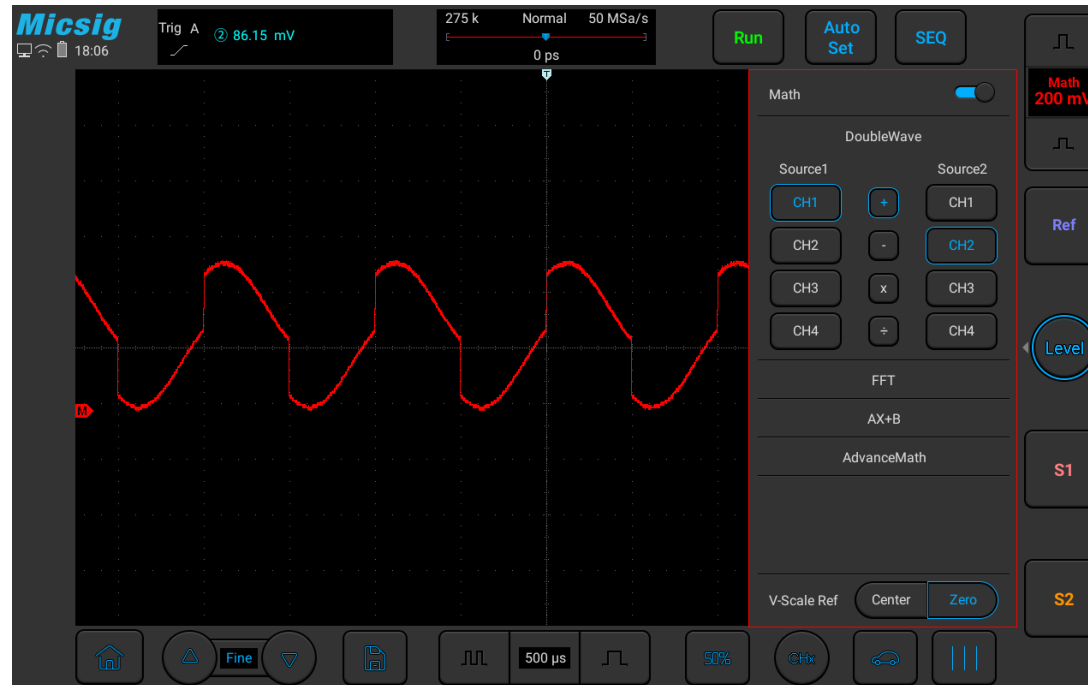 Micsig
18:06
Trig A ② 86.15 mV
275 k Normal 50 MSa/s
0 ps
Run
Auto
Set
SEQ
T
Math
200 mV
Math
DoubleWave
Source1 Source2
CH1 + CH1
CH2 - CH2
CH3 x CH3
CH4 ÷ CH4
FFT
AX+B
AdvanceMath
V-Scale Ref Center Zero
M
Ref
Level
S1
S2
Fine
500 µs
50%
CHx